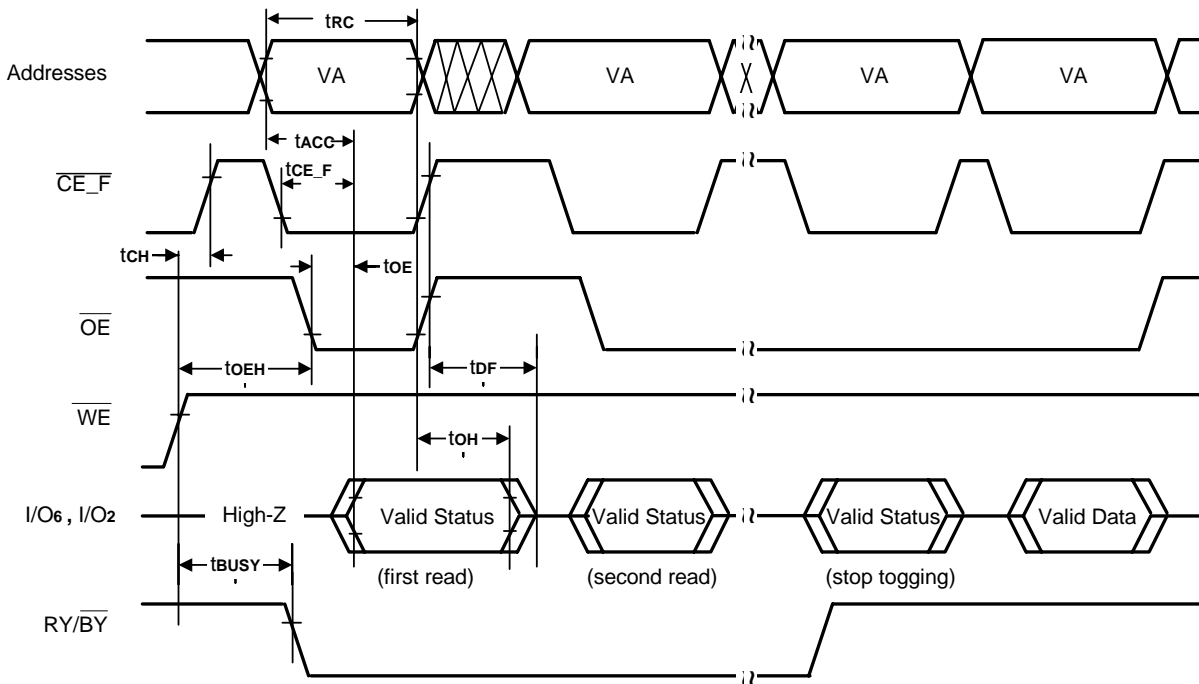 tRC
Addresses VA VA VA VA
tACC
CE_F tCE_F
tCH tOE
OE
tOEH tDF
WE
tOH
I/O6 , I/O2 High-Z Valid Status Valid Status Valid Status Valid Data
tBUSY (first read) (second read) (stop togging)
RY/BY